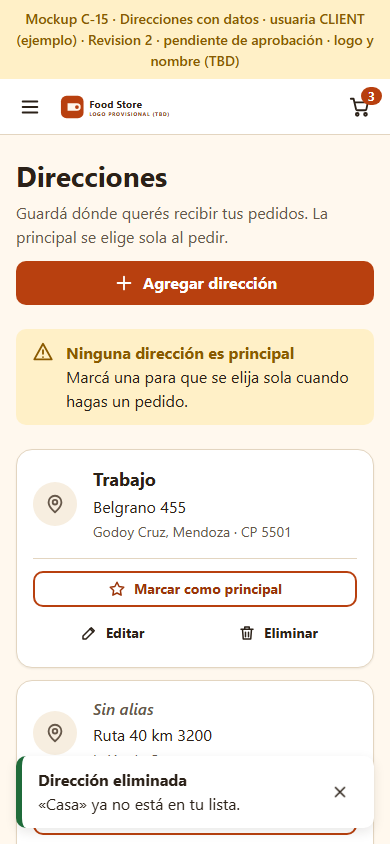 Mockup C-15 · Direcciones con datos · usuaria CLIENT
(ejemplo) · Revision 2 · pendiente de aprobación · logo y
nombre (TBD)
Food Store
LOGO PROVISIONAL (TBD)
3
Direcciones
Guardá dónde querés recibir tus pedidos. La
principal se elige sola al pedir.
Agregar dirección
Ninguna dirección es principal
Marcá una para que se elija sola cuando
hagas un pedido.
Trabajo
Belgrano 455
Godoy Cruz, Mendoza · CP 5501
Marcar como principal
Editar
Eliminar
Sin alias
Ruta 40 km 3200
Dirección eliminada
«Casa» ya no está en tu lista.